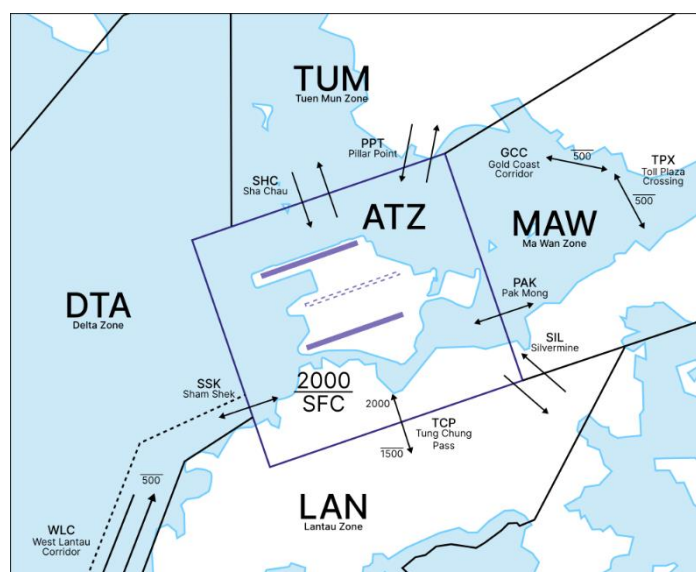 TUM
Tuen Mun Zone
PPT
Pillar Point
GCC
Gold Coast
Corridor
500
TPX
Toll Plaza
Crossing
500
SHC
Sha Chau
ATZ
MAW
Ma Wan Zone
DTA
Delta Zone
PAK
Pak Mong
SIL
Silvermine
SSK
Sham Shek
2000
SFC
2000
TCP
Tung Chung
Pass
1500
500
WLC
West Lantau
Corridor
LAN
Lantau Zone